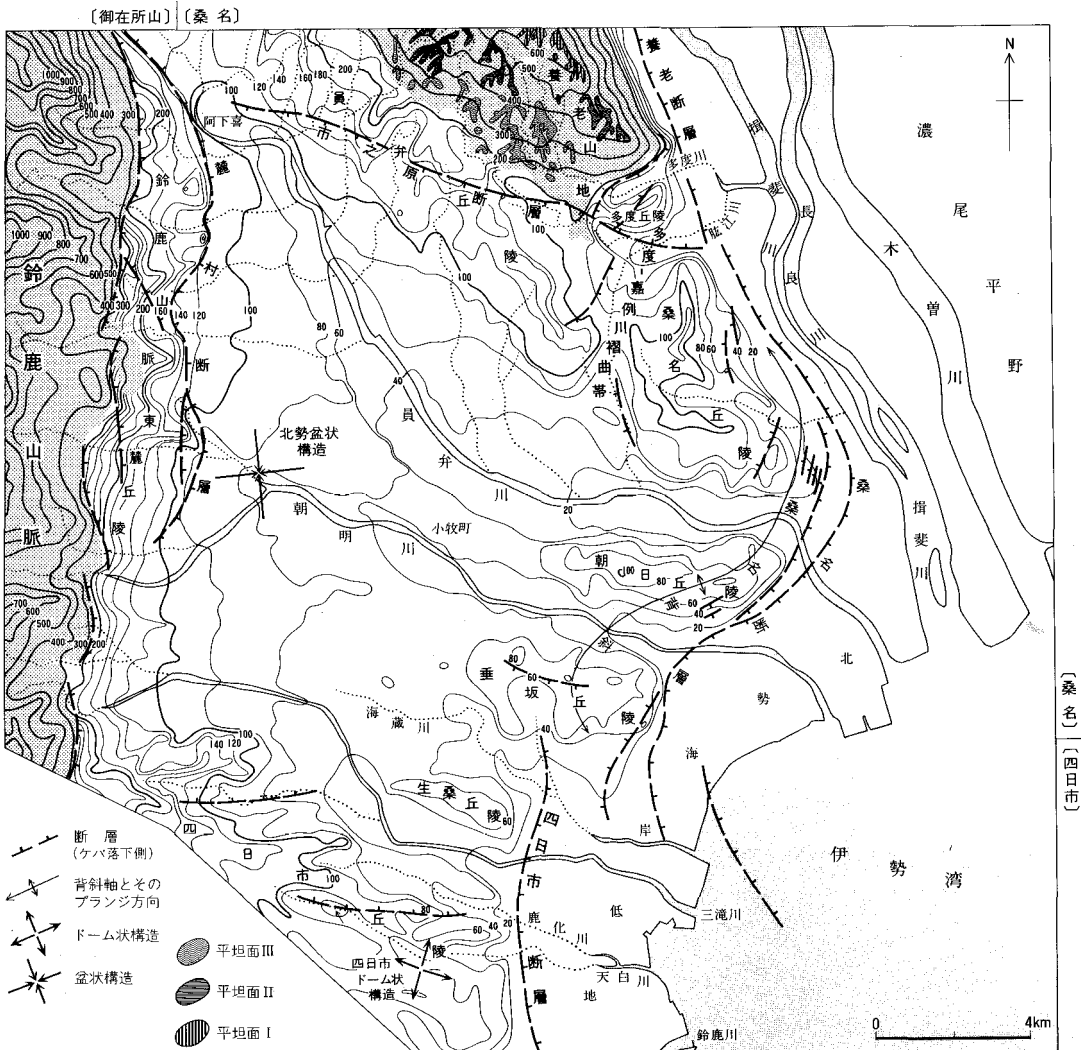 〔御在所山〕
〔桑 名〕
N
養老断層
養老山地
員弁丘陵
市之原断層
阿下喜
多度川
多度丘陵
多度
肱江川
揖斐川
長良川
木曽川
濃尾平野
鈴鹿山脈
鈴鹿山脈東麓丘陵
麓村断層
嘉例川褶曲帯
桑名丘陵
北勢盆状
構造
員弁川
朝明川
小牧町
朝日丘陵
桑名背斜
桑名断層
揖斐川
垂坂丘陵
海蔵川
生桑丘陵
四日市断層
四日市丘陵
四日市
ドーム状
構造
北勢海岸低地
鹿化川
三滝川
天白川
鈴鹿川
伊勢湾
〔桑 名〕
〔四日市〕
断 層
(ケバ落下側)
背斜軸とその
プランジ方向
ドーム状構造
盆状構造
平坦面Ⅲ
平坦面Ⅱ
平坦面Ⅰ
0 4km